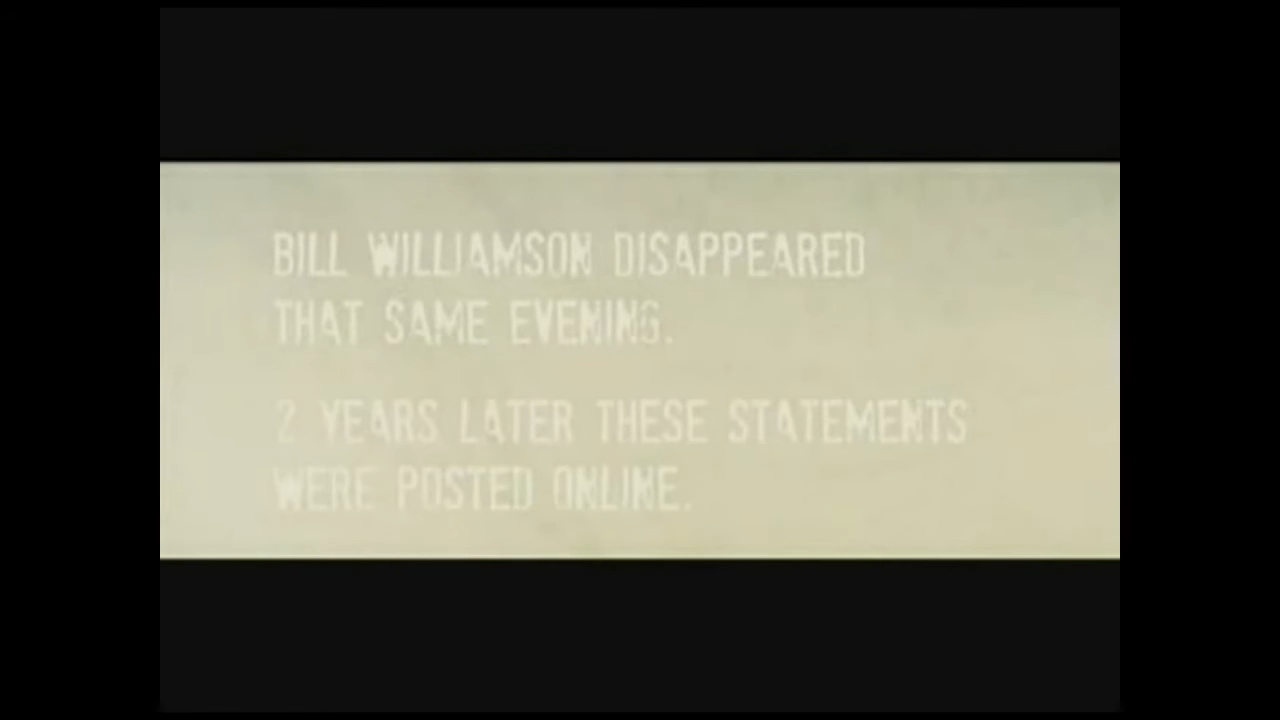 BILL WILLIAMSON DISAPPEARED
THAT SAME EVENING.
2 YEARS LATER THESE STATEMENTS
WERE POSTED ONLINE.